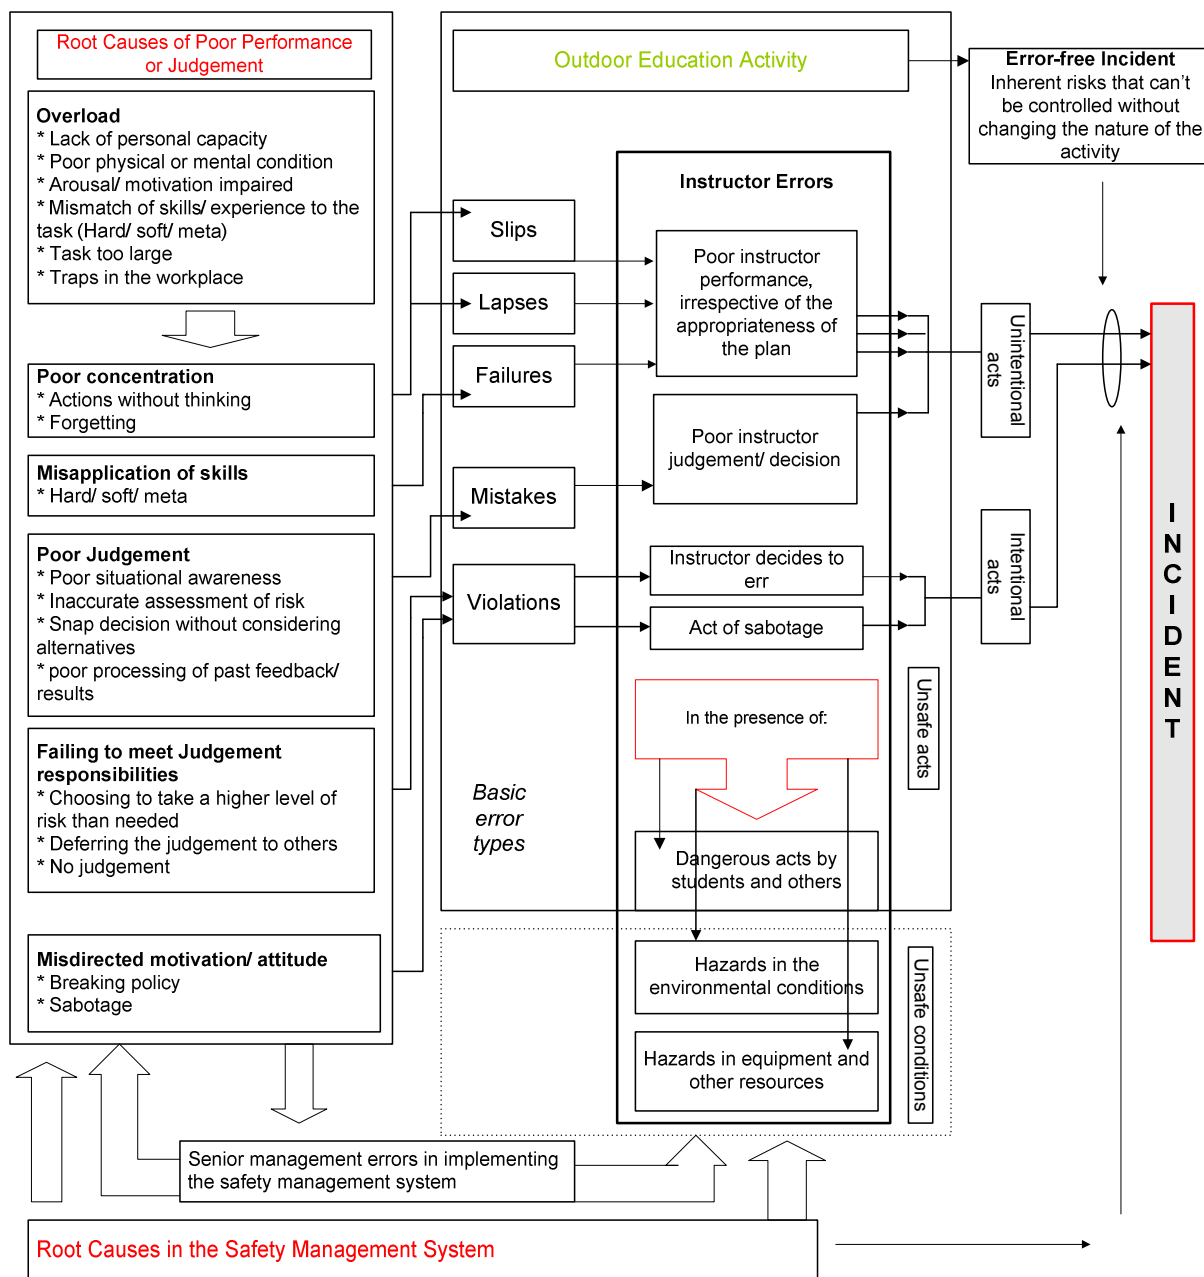 Root Causes of Poor Performance
or Judgement
Overload
* Lack of personal capacity
* Poor physical or mental condition
* Arousal/ motivation impaired
* Mismatch of skills/ experience to the
task (Hard/ soft/ meta)
* Task too large
* Traps in the workplace
Poor concentration
* Actions without thinking
* Forgetting
Misapplication of skills
* Hard/ soft/ meta
Poor Judgement
* Poor situational awareness
* Inaccurate assessment of risk
* Snap decision without considering
alternatives
* poor processing of past feedback/
results
Failing to meet Judgement
responsibilities
* Choosing to take a higher level of
risk than needed
* Deferring the judgement to others
* No judgement
Misdirected motivation/ attitude
* Breaking policy
* Sabotage
Outdoor Education Activity
Slips
Lapses
Failures
Mistakes
Violations
Basic
error
types
Instructor Errors
Poor instructor
performance,
irrespective of the
appropriateness of
the plan
Poor instructor
judgement/ decision
Instructor decides to
err
Act of sabotage
In the presence of:
Dangerous acts by
students and others
Hazards in the
environmental conditions
Hazards in equipment and
other resources
Unsafe acts
Unsafe conditions
Error-free Incident
Inherent risks that can't
be controlled without
changing the nature of the
activity
Unintentional
acts
Intentional
acts
INCIDENT
Senior management errors in implementing
the safety management system
Root Causes in the Safety Management System